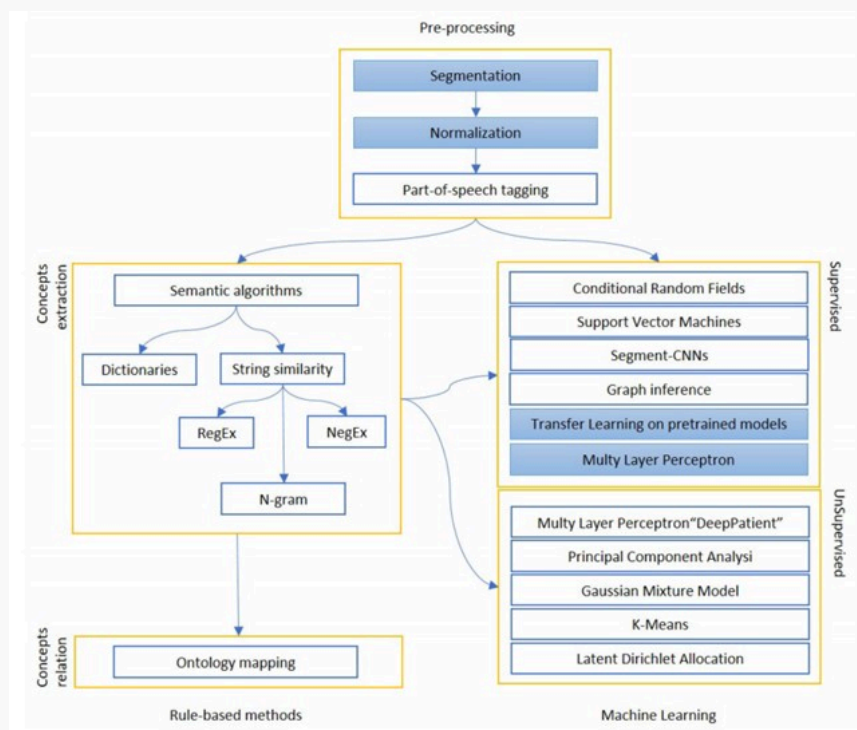 Pre-processing
Segmentation
Normalization
Part-of-speech tagging
Concepts
extraction
Semantic algorithms
Dictionaries
String similarity
RegEx
NegEx
N-gram
Supervised
Conditional Random Fields
Support Vector Machines
Segment-CNNs
Graph inference
Transfer Learning on pretrained models
Multy Layer Perceptron
UnSupervised
Multy Layer Perceptron“DeepPatient”
Principal Component Analysi
Gaussian Mixture Model
K-Means
Latent Dirichlet Allocation
Concepts
relation
Ontology mapping
Rule-based methods
Machine Learning